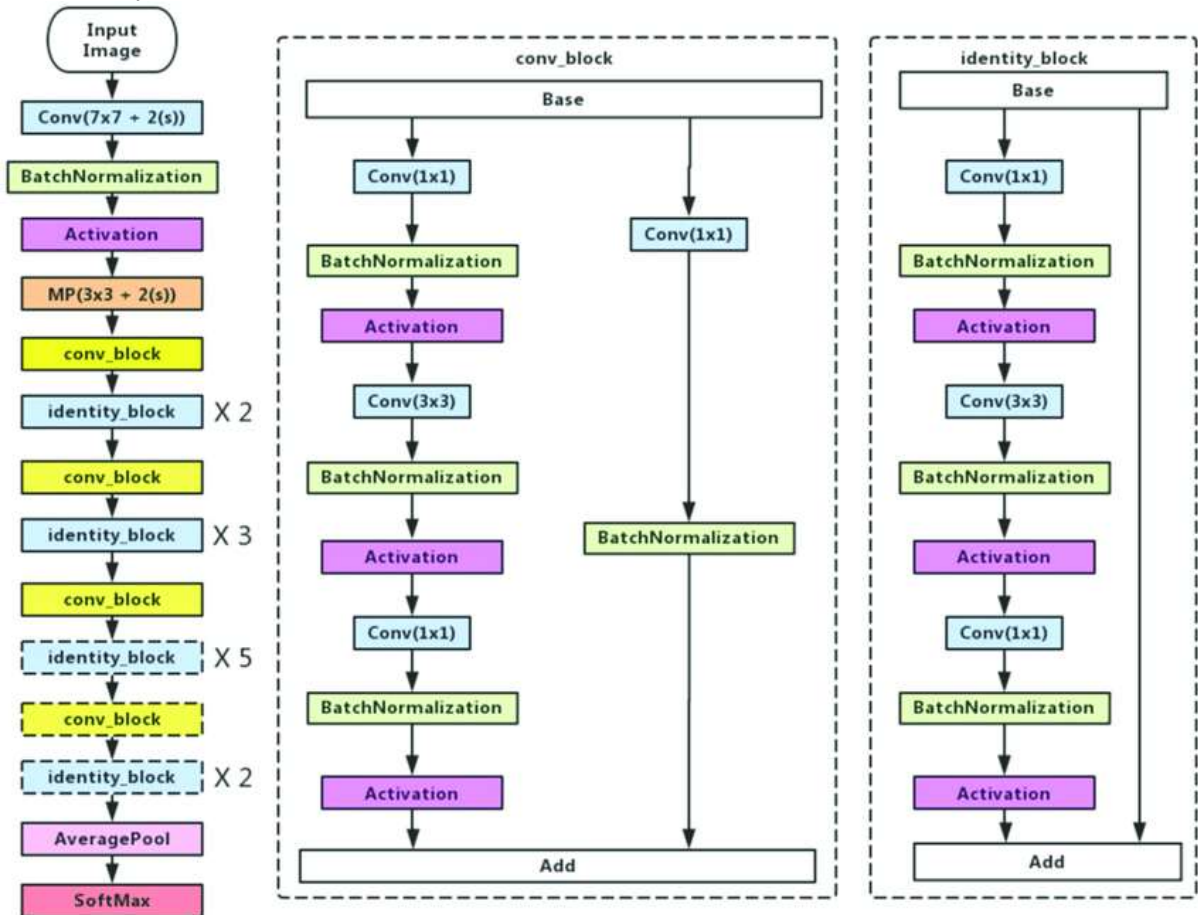 Input
Image
Conv(7x7 + 2(s))
BatchNormalization
Activation
MP(3x3 + 2(s))
conv_block
identity_block X 2
conv_block
identity_block X 3
conv_block
identity_block X 5
conv_block
identity_block X 2
AveragePool
SoftMax
conv_block
Base
Conv(1x1)
BatchNormalization
Activation
Conv(3x3)
BatchNormalization
Activation
Conv(1x1)
BatchNormalization
Activation
Conv(1x1)
BatchNormalization
Add
identity_block
Base
Conv(1x1)
BatchNormalization
Activation
Conv(3x3)
BatchNormalization
Activation
Conv(1x1)
BatchNormalization
Activation
Add